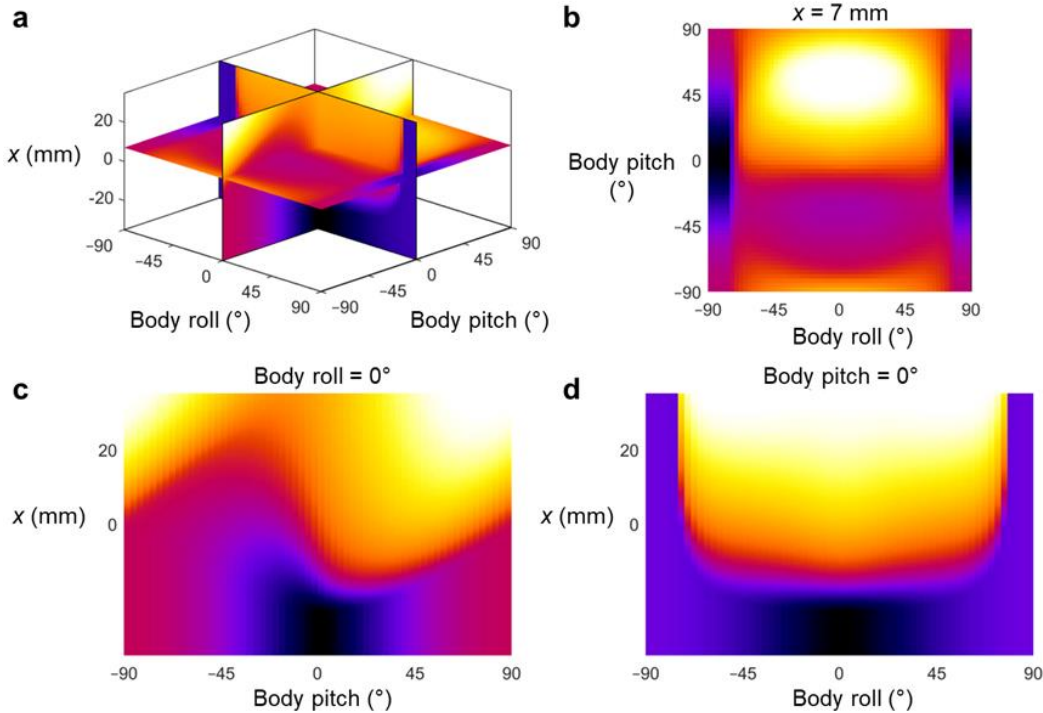 a
20
0
−20
x (mm)
−90
−45
0
45
90
Body roll (°)
−90
−45
0
45
90
Body pitch (°)
b
x = 7 mm
90
45
0
−45
−90
Body pitch
(°)
−90
−45
0
45
90
Body roll (°)
c
Body roll = 0°
20
0
x (mm)
−90
−45
0
45
90
Body pitch (°)
d
Body pitch = 0°
20
0
x (mm)
−90
−45
0
45
90
Body roll (°)